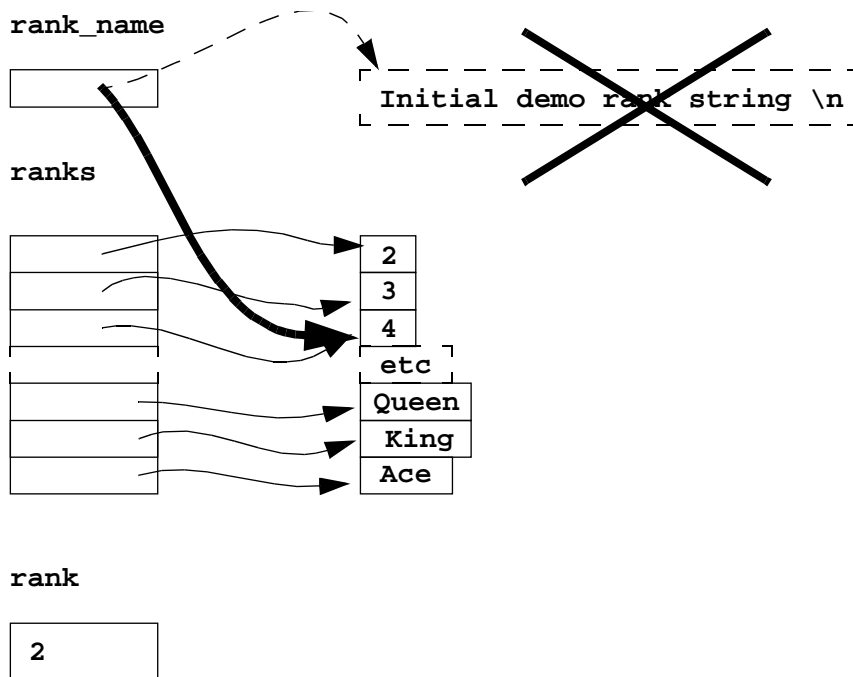 rank_name
Initial demo rank string \n
ranks
2
3
4
etc
Queen
King
Ace
rank
2